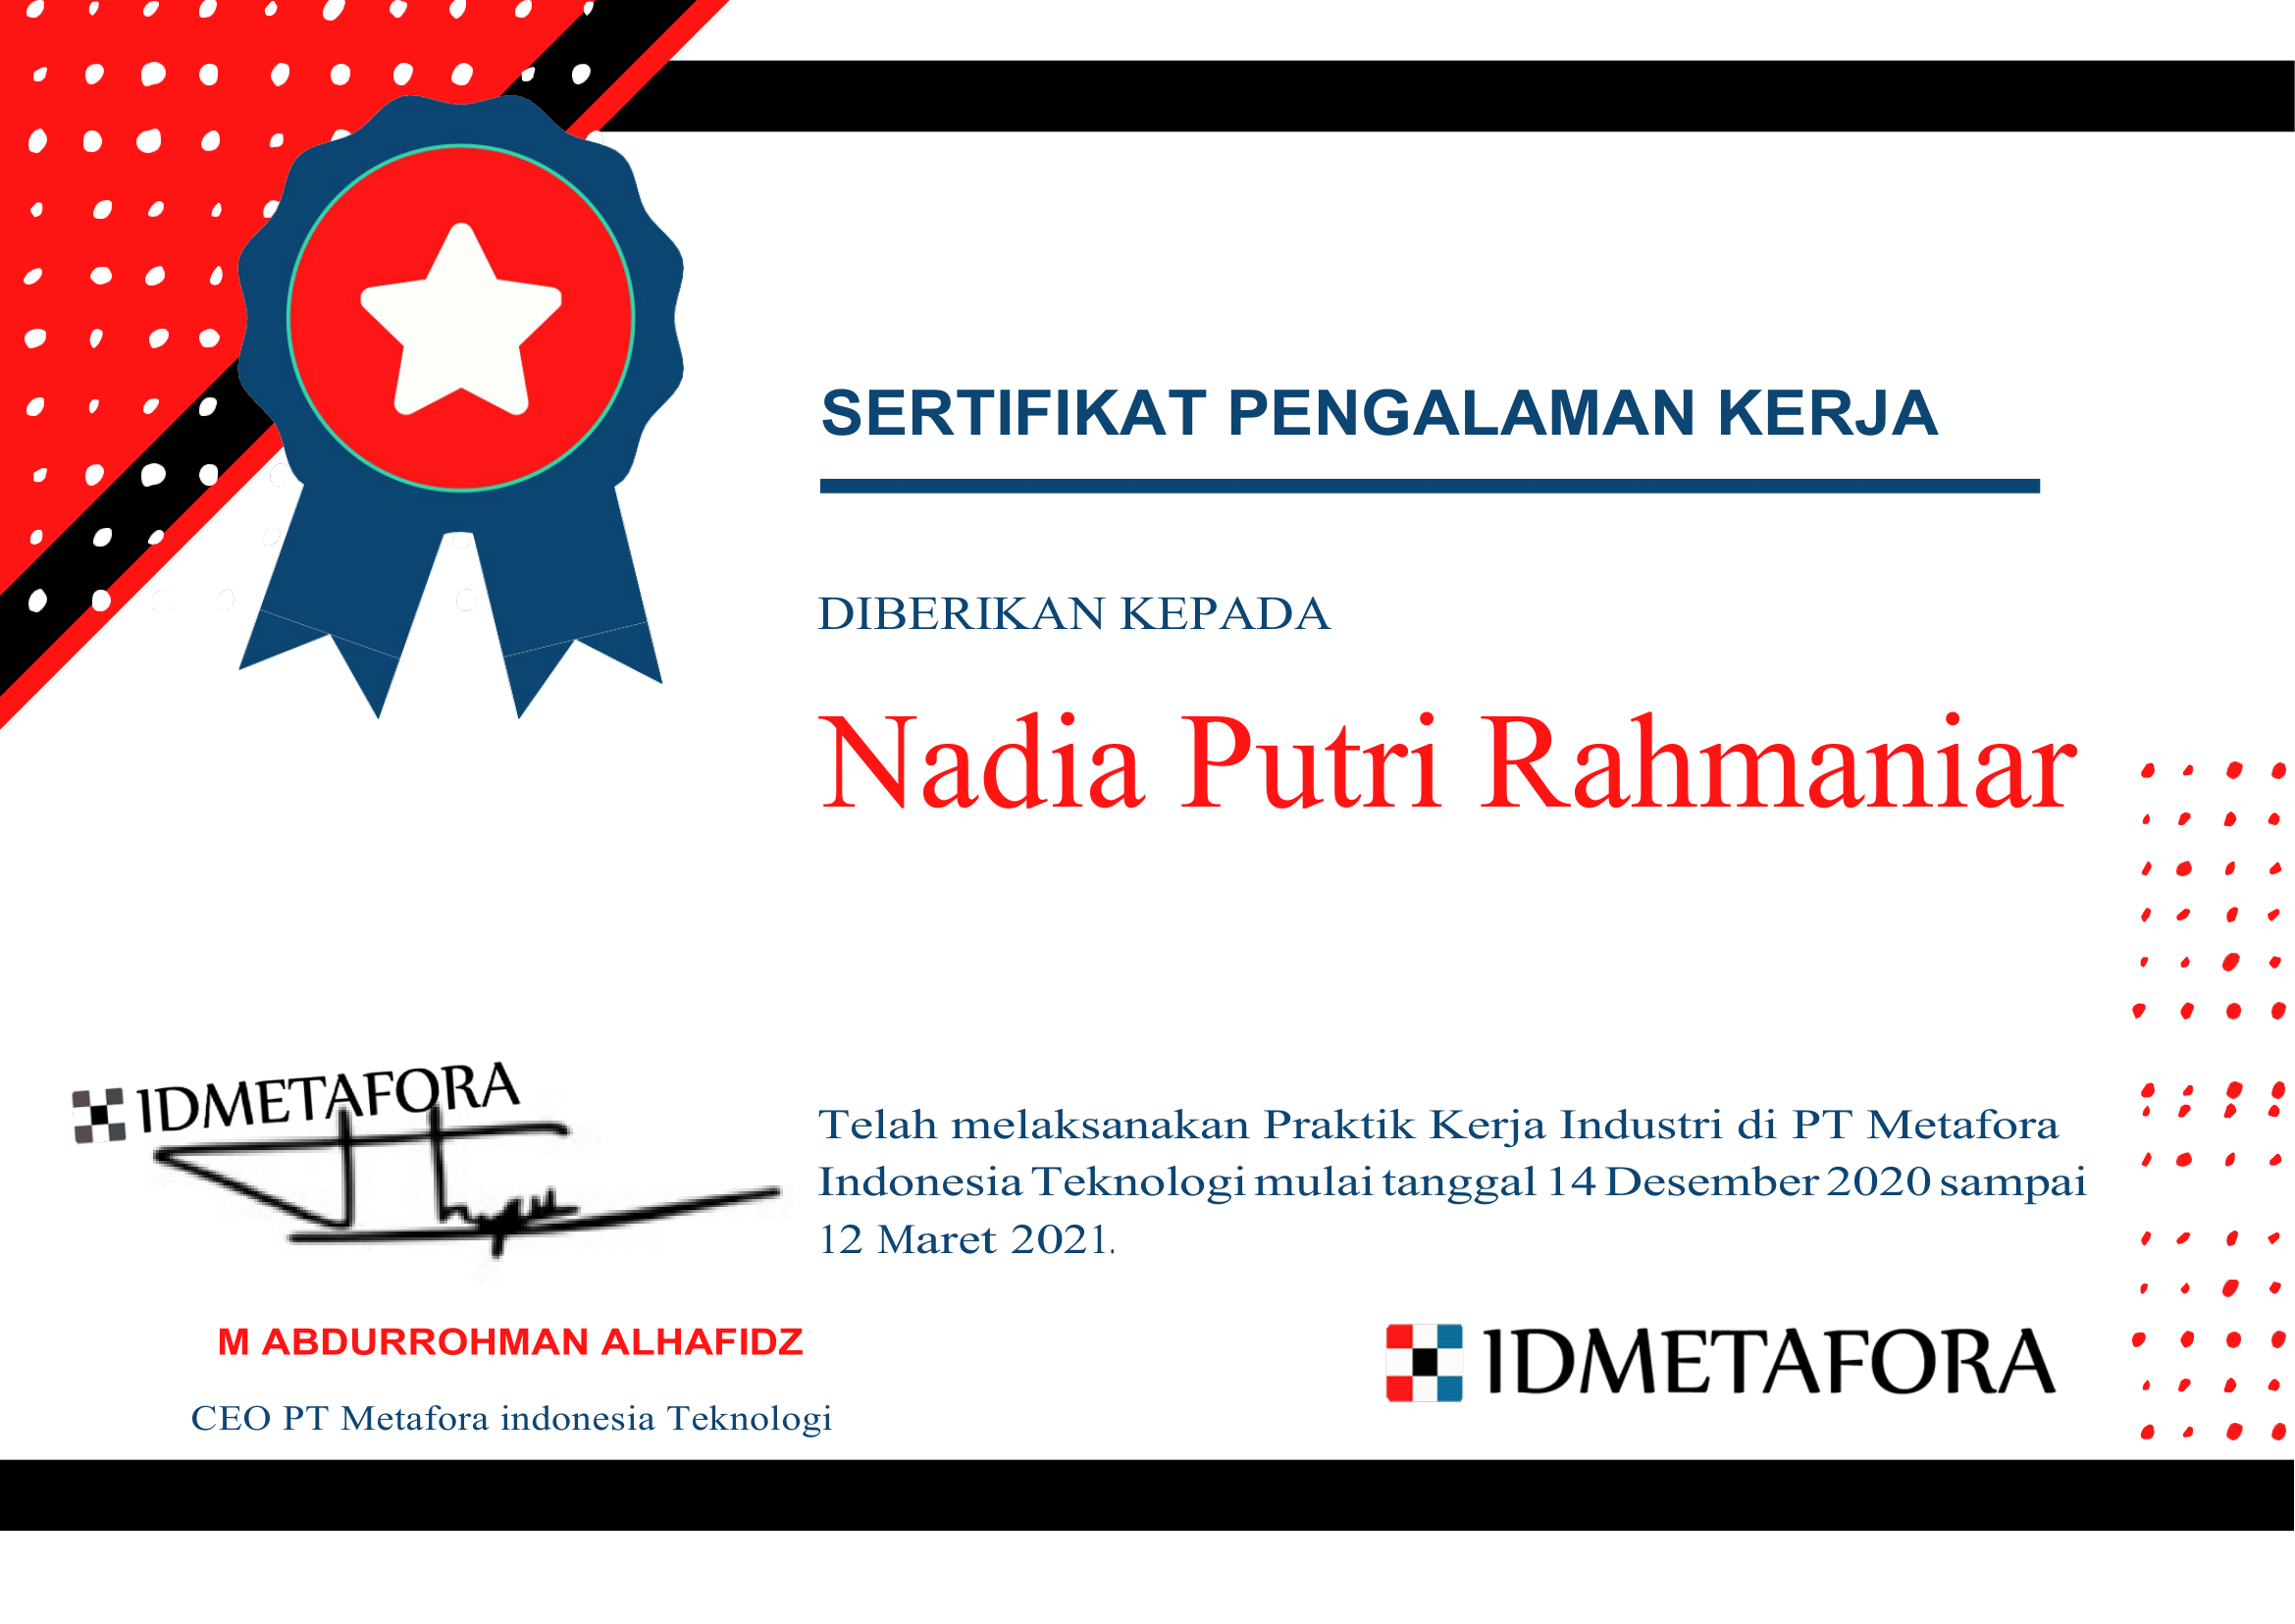 SERTIFIKAT PENGALAMAN KERJA
DIBERIKAN KEPADA
Nadia Putri Rahmaniar
Telah melaksanakan Praktik Kerja Industri di PT Metafora
Indonesia Teknologi mulai tanggal 14 Desember 2020 sampai
12 Maret 2021.
IDMETAFORA
M ABDURROHMAN ALHAFIDZ
CEO PT Metafora indonesia Teknologi
IDMETAFORA